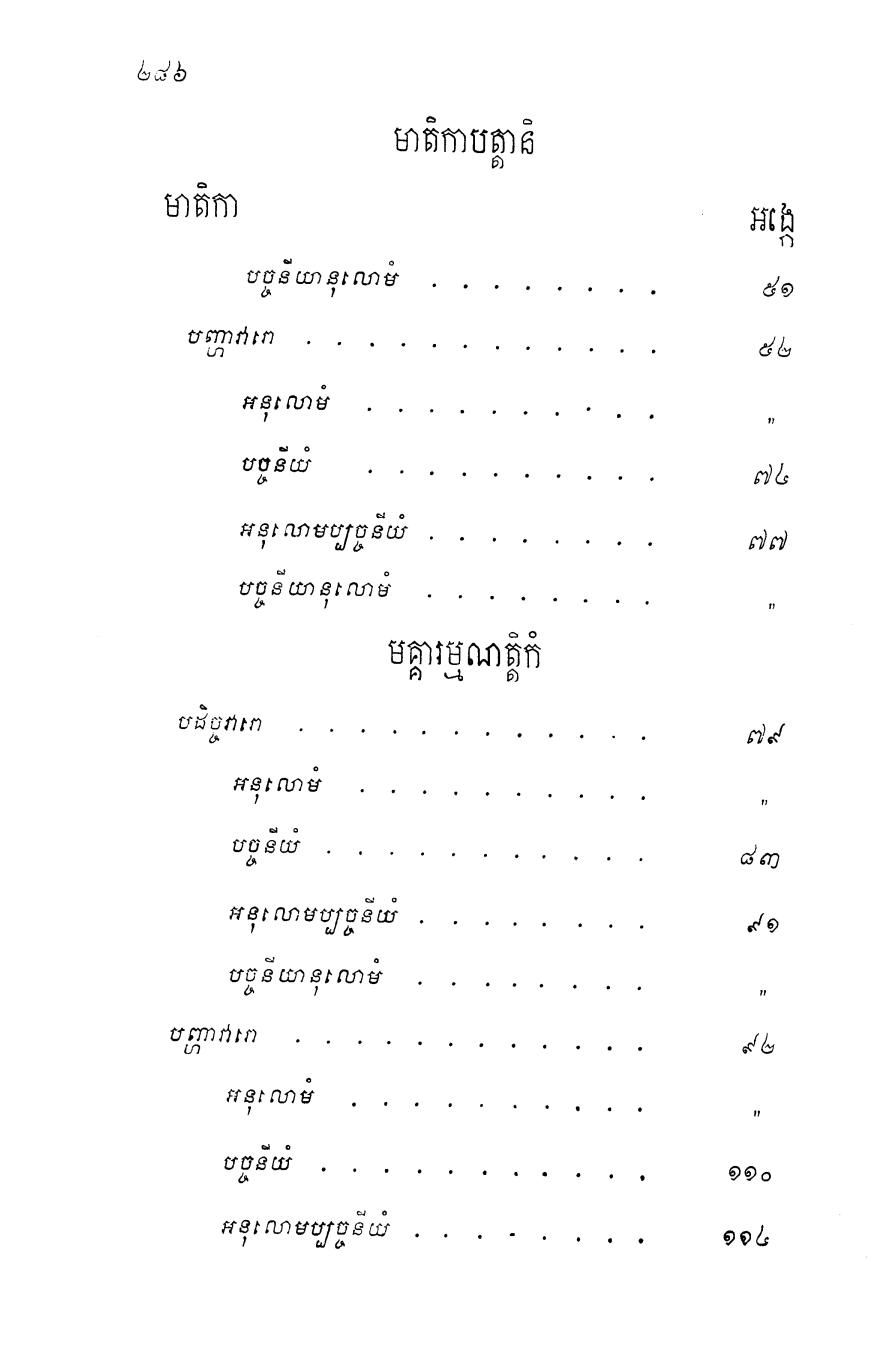 ២៨៦
មាតិកាបត្តានិ
មាតិកា អង្កេ
បច្ចនីយានុលោមំ . . . . . . . . ៥១
បញ្ហាវារោ . . . . . . . . . . . . ៥២
អនុលោមំ . . . . . . . . . . "
បច្ចនីយំ . . . . . . . . . . ៧៤
អនុលោមប្បច្ចនីយំ . . . . . . . . ៧៧
បច្ចនីយានុលោមំ . . . . . . . . "
មគ្គារម្មណត្តិកំ
បដិច្ចវារោ . . . . . . . . . . . . ៧៩
អនុលោមំ . . . . . . . . . . "
បច្ចនីយំ . . . . . . . . . . . ៨៣
អនុលោមប្បច្ចនីយំ . . . . . . . . ៩១
បច្ចនីយានុលោមំ . . . . . . . . "
បញ្ហាវារោ . . . . . . . . . . . . ៩២
អនុលោមំ . . . . . . . . . . "
បច្ចនីយំ . . . . . . . . . . . ១១០
អនុលោមប្បច្ចនីយំ . . . . . . . . ១១៤